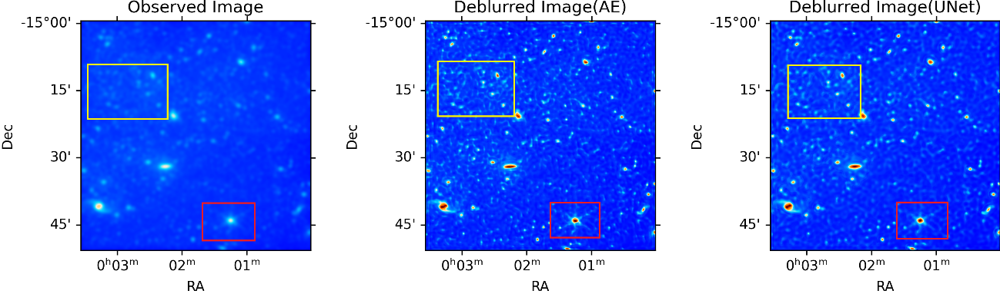 Observed Image
-15°00'
15'
30'
45'
Dec
0ʰ03ᵐ 02ᵐ 01ᵐ
RA
Deblurred Image(AE)
-15°00'
15'
30'
45'
Dec
0ʰ03ᵐ 02ᵐ 01ᵐ
RA
Deblurred Image(UNet)
-15°00'
15'
30'
45'
Dec
0ʰ03ᵐ 02ᵐ 01ᵐ
RA